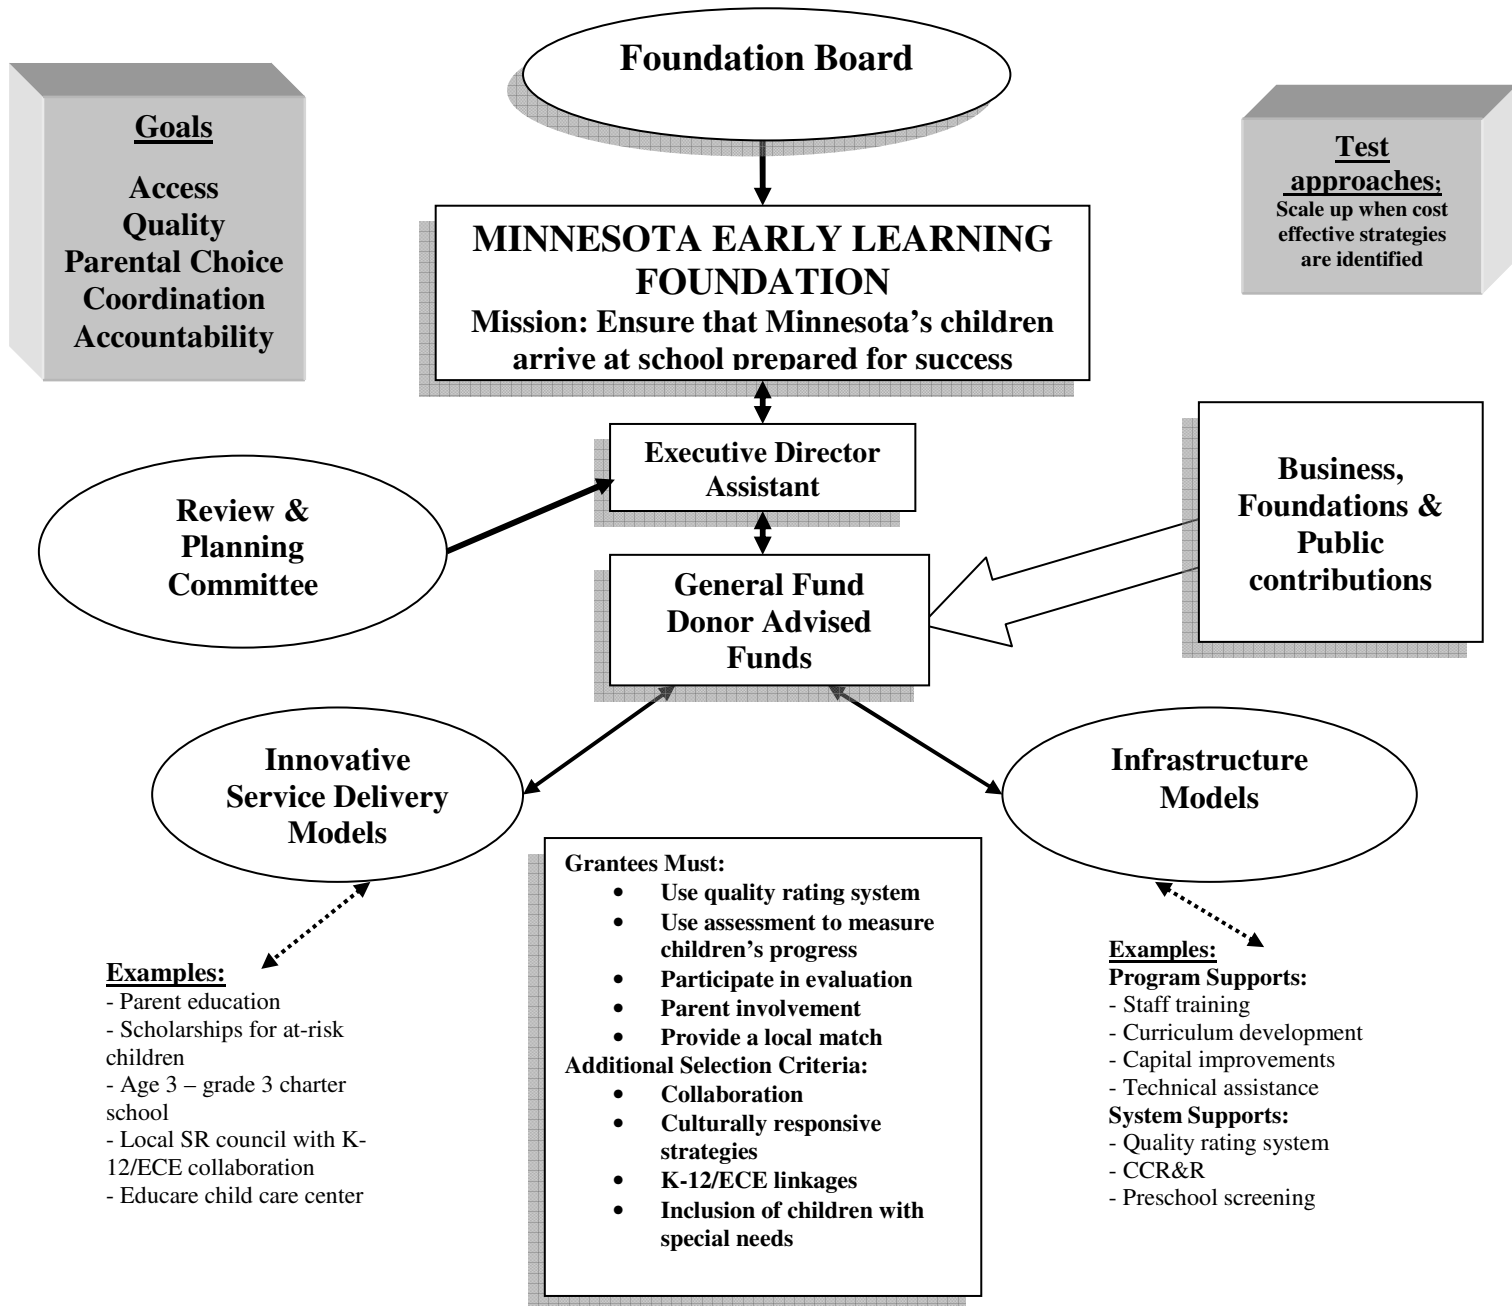 Foundation Board
Goals
Access
Quality
Parental Choice
Coordination
Accountability
Test
approaches;
Scale up when cost
effective strategies
are identified
MINNESOTA EARLY LEARNING
FOUNDATION
Mission: Ensure that Minnesota’s children
arrive at school prepared for success
Executive Director
Assistant
Review &
Planning
Committee
Business,
Foundations &
Public
contributions
General Fund
Donor Advised
Funds
Innovative
Service Delivery
Models
Infrastructure
Models
Examples:
- Parent education
- Scholarships for at-risk
children
- Age 3 – grade 3 charter
school
- Local SR council with K-
12/ECE collaboration
- Educare child care center
Grantees Must:
• Use quality rating system
• Use assessment to measure
children’s progress
• Participate in evaluation
• Parent involvement
• Provide a local match
Additional Selection Criteria:
• Collaboration
• Culturally responsive
strategies
• K-12/ECE linkages
• Inclusion of children with
special needs
Examples:
Program Supports:
- Staff training
- Curriculum development
- Capital improvements
- Technical assistance
System Supports:
- Quality rating system
- CCR&R
- Preschool screening